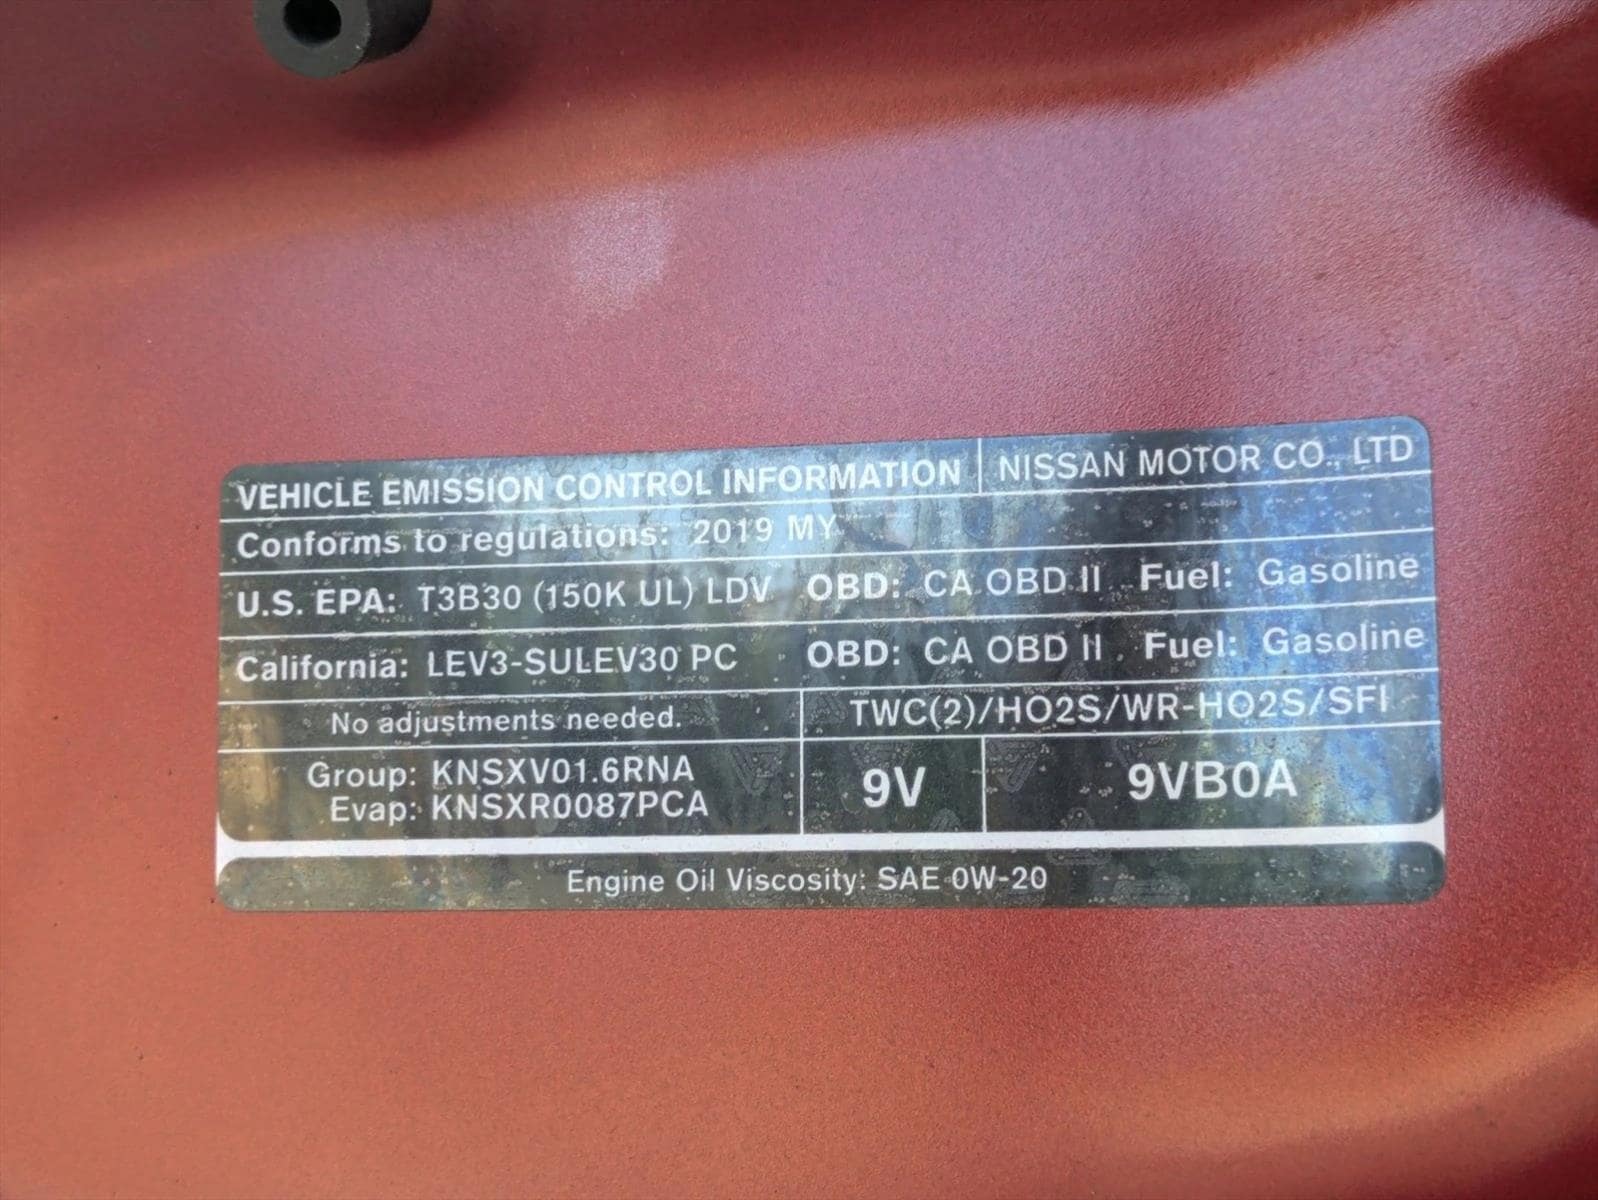 VEHICLE EMISSION CONTROL INFORMATION NISSAN MOTOR CO., LTD
Conforms to regulations: 2019 MY
U.S. EPA: T3B30 (150K UL) LDV OBD: CA OBD II Fuel: Gasoline
California: LEV3-SULEV30 PC OBD: CA OBD II Fuel: Gasoline
No adjustments needed. TWC(2)/HO2S/WR-HO2S/SFI
Group: KNSXV01.6RNA
Evap: KNSXR0087PCA
9V 9VB0A
Engine Oil Viscosity: SAE 0W-20